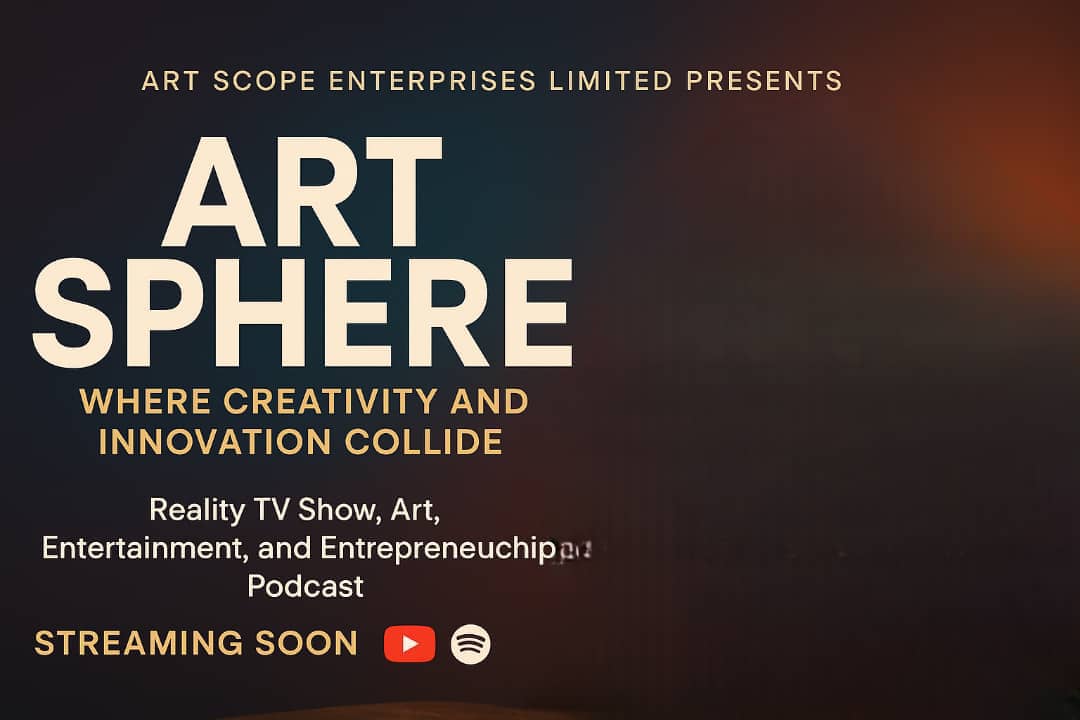 ART SCOPE ENTERPRISES LIMITED PRESENTS
ART
SPHERE
WHERE CREATIVITY AND
INNOVATION COLLIDE
Reality TV Show, Art,
Entertainment, and Entrepreneuchip
Podcast
STREAMING SOON